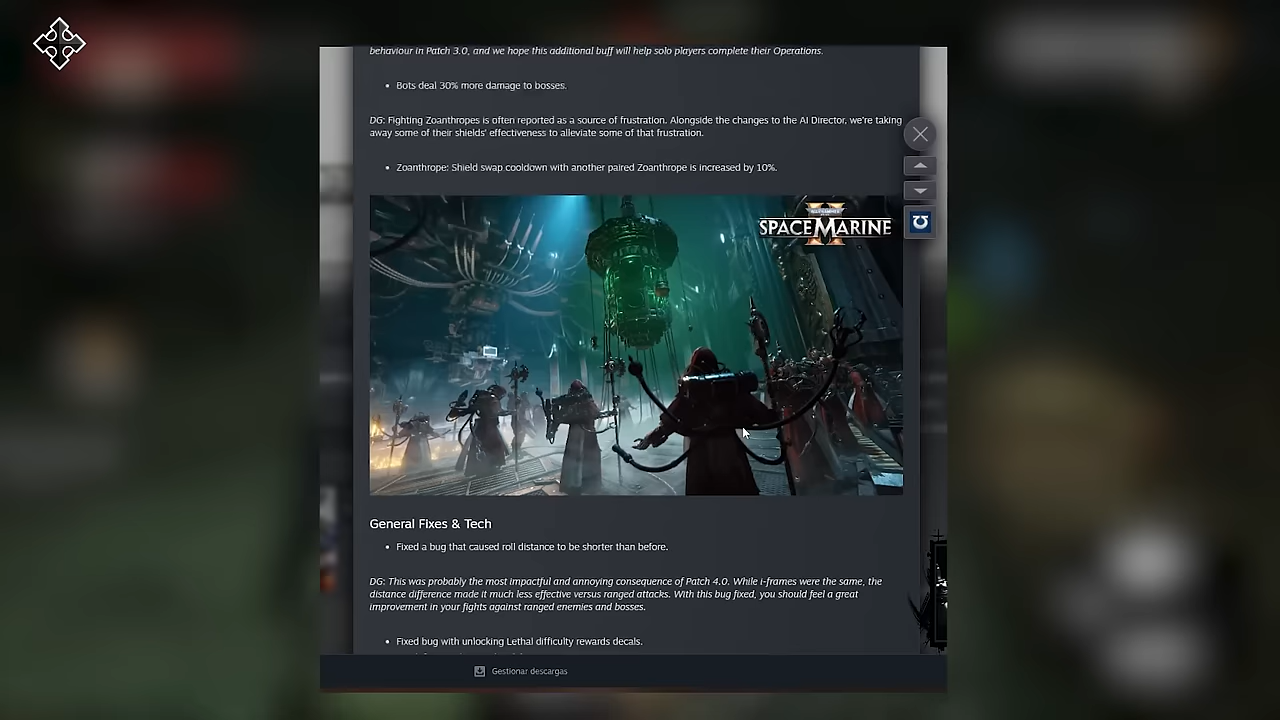 behaviour in Patch 3.0, and we hope this additional buff will help solo players complete their Operations.
• Bots deal 30% more damage to bosses.
DG: Fighting Zoanthropes is often reported as a source of frustration. Alongside the changes to the AI Director, we're taking
away some of their shields' effectiveness to alleviate some of that frustration.
• Zoanthrope: Shield swap cooldown with another paired Zoanthrope is increased by 10%.
SPACE MARINE
II
General Fixes & Tech
• Fixed a bug that caused roll distance to be shorter than before.
DG: This was probably the most impactful and annoying consequence of Patch 4.0. While i-frames were the same, the
distance difference made it much less effective versus ranged attacks. With this bug fixed, you should feel a great
improvement in your fights against ranged enemies and bosses.
• Fixed bug with unlocking Lethal difficulty rewards decals.
Gestionar descargas